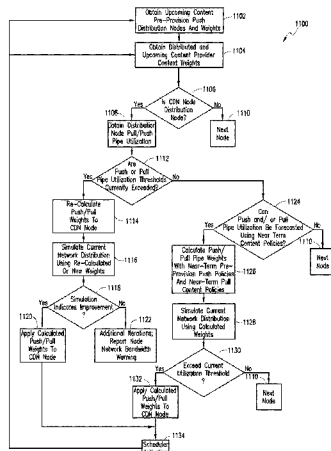 Obtain Upcoming Content
Pre-Provision Push
Distribution Nodes And Weights
1102
1100
Obtain Distributed and
Upcoming Content Provider
Content Weights
1104
1106
Is CDN Node
Distribution
Node?
Yes
No
1108
Obtain Distribution
Node Pull/Push
Pipe Utilization
1110
Next
Node
1112
Are
Push or Pull
Pipe Utilization Thresholds
Currently Exceeded?
Yes
No
Re-Calculate
Push/Pull
Weights To
CDN Node
1114
1124
Can
Push and/or Pull
Pipe Utilization Be Forecasted
Using Near Term
Content Policies?
Yes
No
1110
Next
Node
Simulate Current
Network Distribution
Using Re-Calculated
Or New Weights
1116
Calculate Push/
Pull Pipe Weights
With Near-Term Pre-
Provision Push Policies
And Near-Term Pull
Content Policies
1126
1118
Simulation
Indicates Improvement
?
Yes
No
1120
Apply Calculated
Push/Pull
Weights To
CDN Node
1122
Additional Iterations;
Report Node
Network Bandwidth
Warning
Simulate Current
Network Distribution
Using Calculated
Weights
1128
1130
Exceed Current
Utilization Threshold
?
Yes
No
1132
Apply Calculated
Push/Pull
Weights To
CDN Node
1110
Next
Node
1134
Scheduler